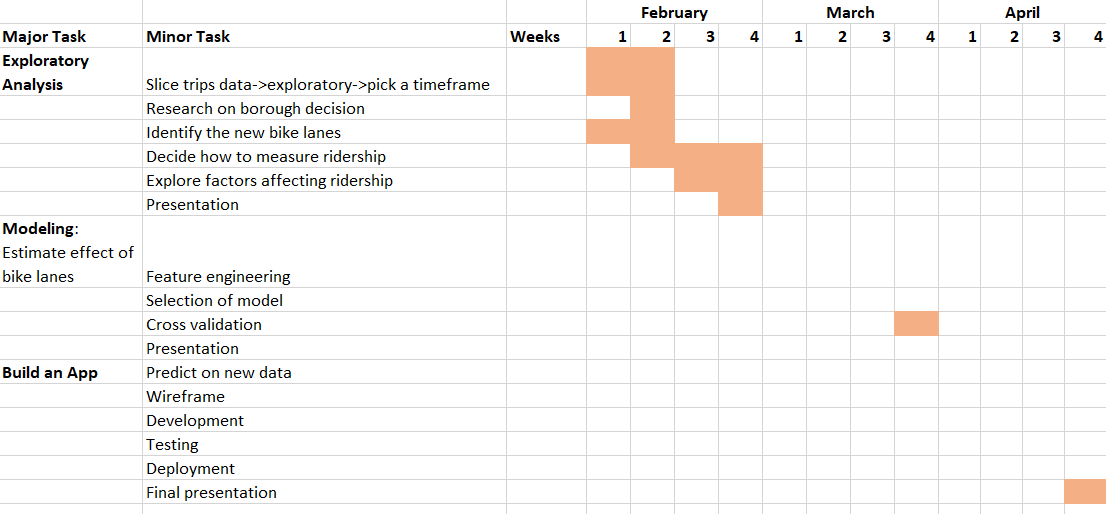 February March April
Major Task Minor Task Weeks 1 2 3 4 1 2 3 4 1 2 3 4
Exploratory
Analysis Slice trips data->exploratory->pick a timeframe
Research on borough decision
Identify the new bike lanes
Decide how to measure ridership
Explore factors affecting ridership
Presentation
Modeling:
Estimate effect of
bike lanes Feature engineering
Selection of model
Cross validation
Presentation
Build an App Predict on new data
Wireframe
Development
Testing
Deployment
Final presentation